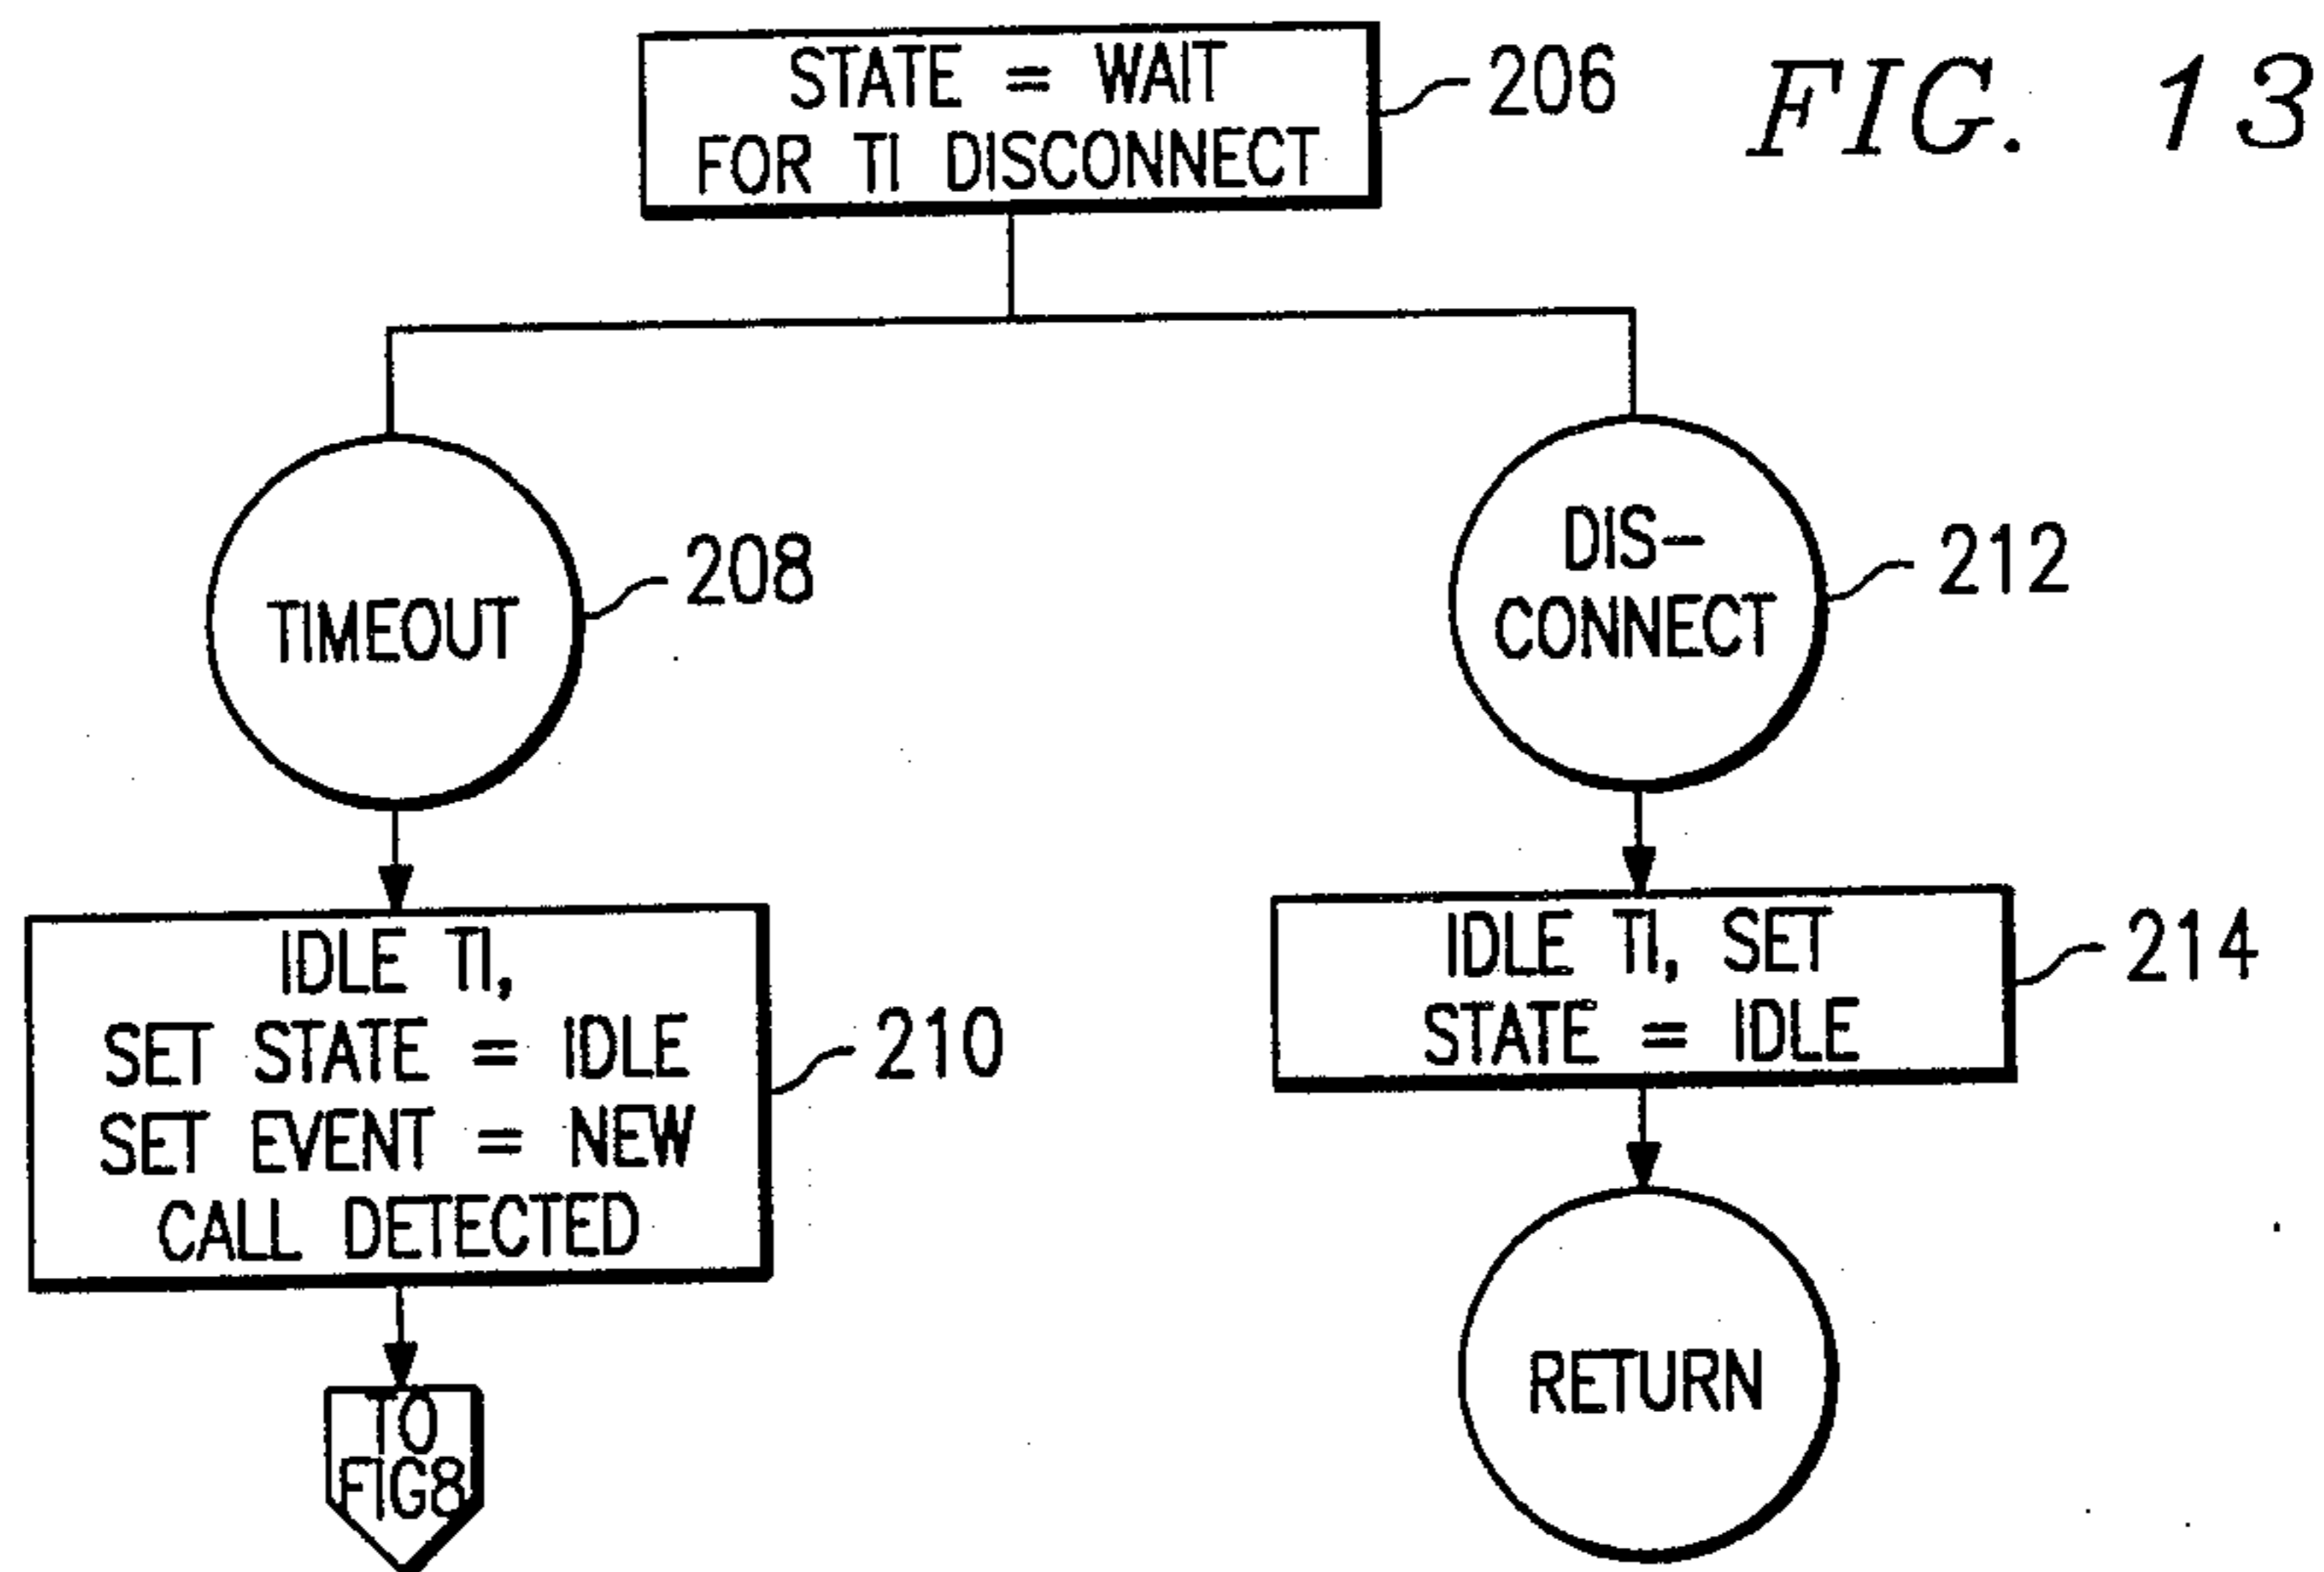 STATE = WAIT
FOR TI DISCONNECT
206
FIG. 13
TIMEOUT
208
DIS-
CONNECT
212
IDLE TI,
SET STATE = IDLE
SET EVENT = NEW
CALL DETECTED
210
IDLE TI, SET
STATE = IDLE
214
TO
FIG8
RETURN